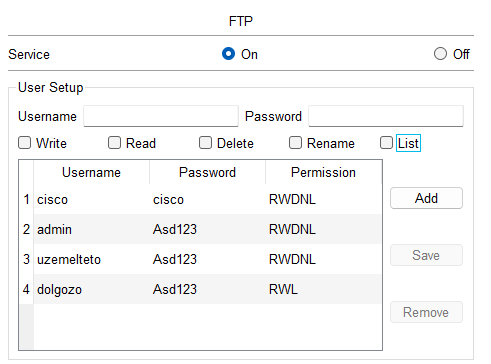 FTP
Service On Off
User Setup
Username Password
Write Read Delete Rename List
Username Password Permission
1 cisco cisco RWDNL
2 admin Asd123 RWDNL
3 uzemelteto Asd123 RWDNL
4 dolgozo Asd123 RWL
Add
Save
Remove